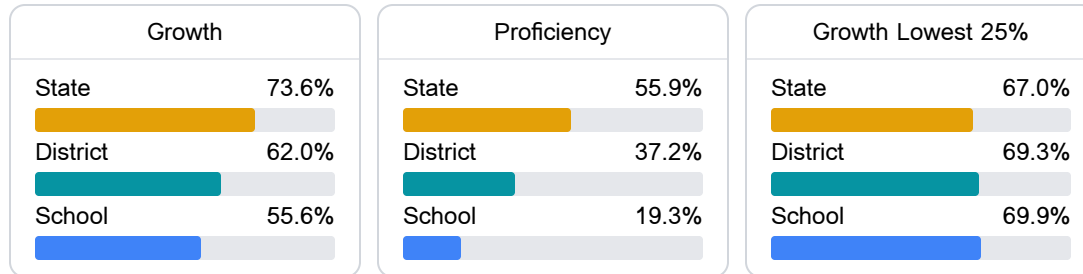 Growth
State 73.6%
District 62.0%
School 55.6%
Proficiency
State 55.9%
District 37.2%
School 19.3%
Growth Lowest 25%
State 67.0%
District 69.3%
School 69.9%